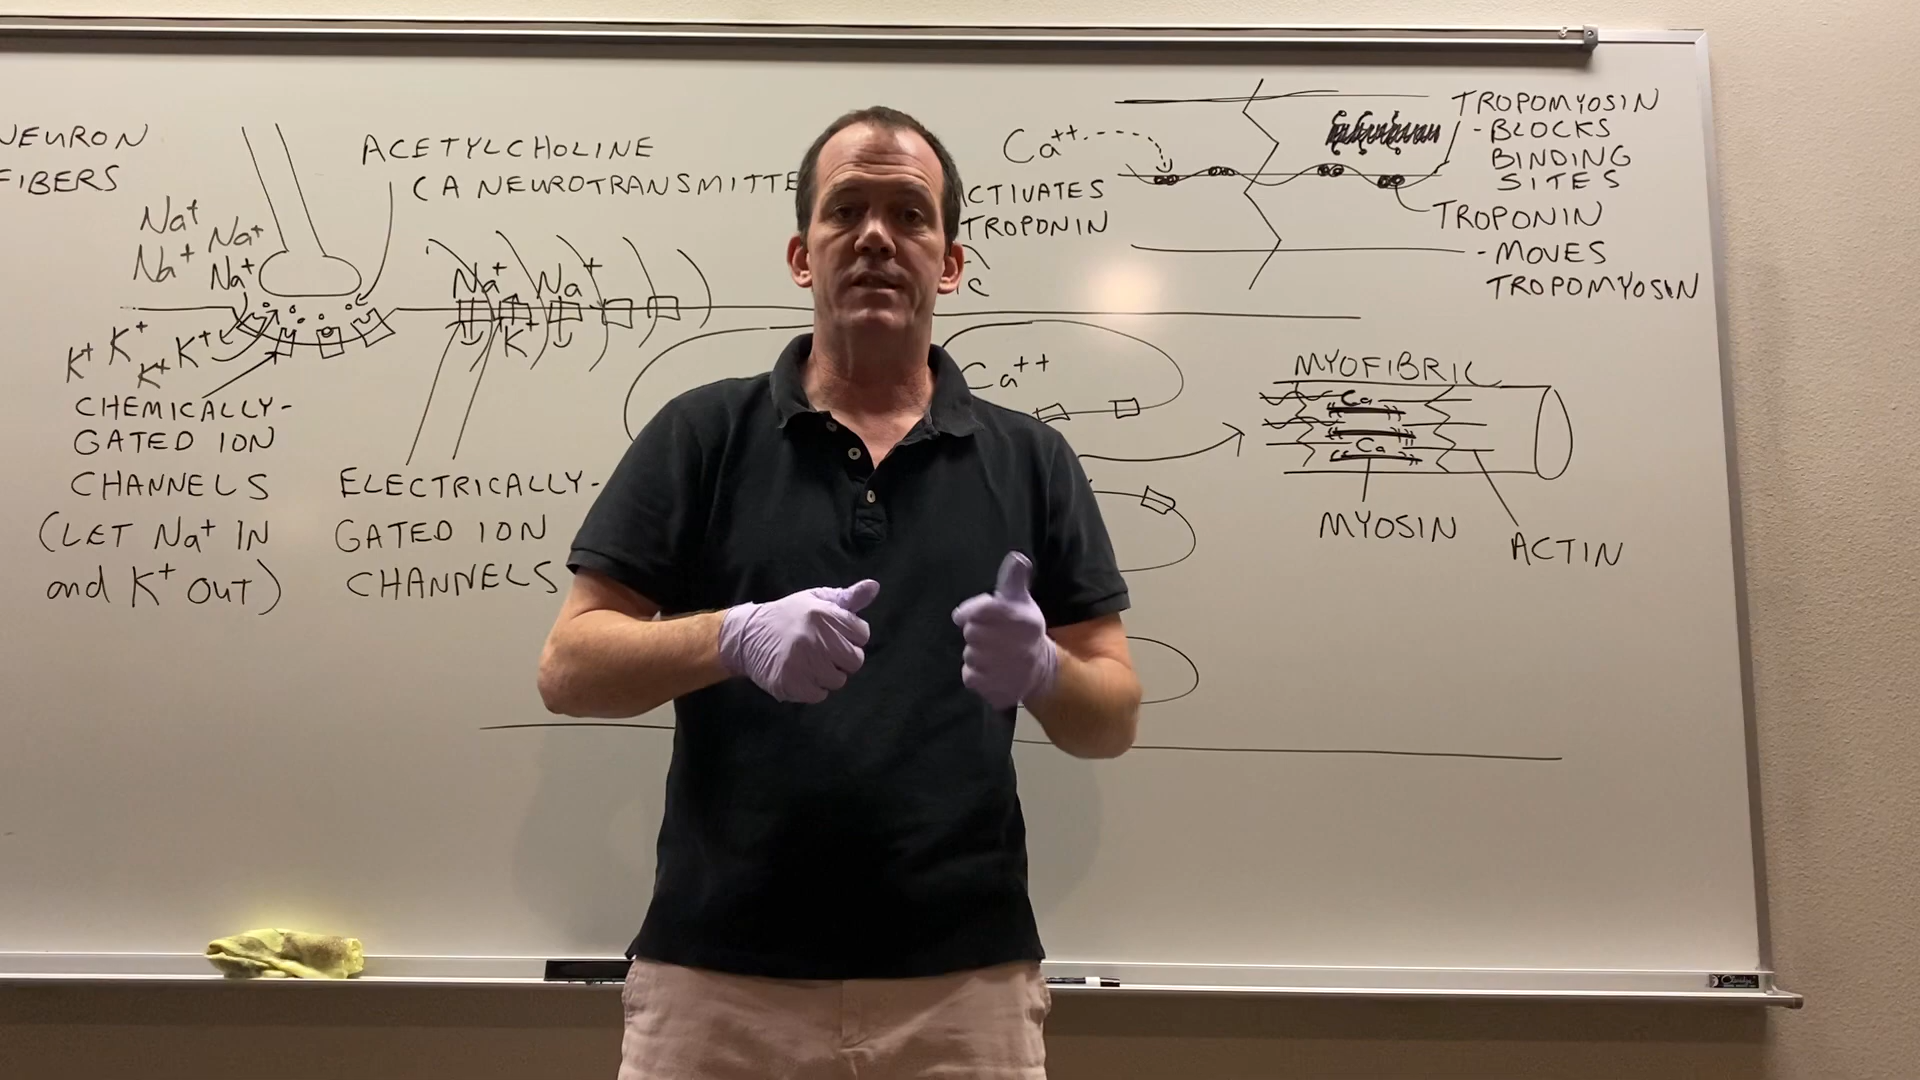 NEURON
FIBERS
ACETYLCHOLINE
(A NEUROTRANSMITTE
Na+
Na+
Na+
Na+
K+
K+
K+
K+
CHEMICALLY-
GATED ION
CHANNELS
(LET Na+ IN
and K+ OUT)
Na+
Na+
K+
ELECTRICALLY-
GATED ION
CHANNELS
Ca++
ACTIVATES
TROPONIN
Ca++
TROPOMYOSIN
- BLOCKS
BINDING
SITES
TROPONIN
- MOVES
TROPOMYOSIN
MYOFIBRIL
Ca
Ca
MYOSIN
ACTIN